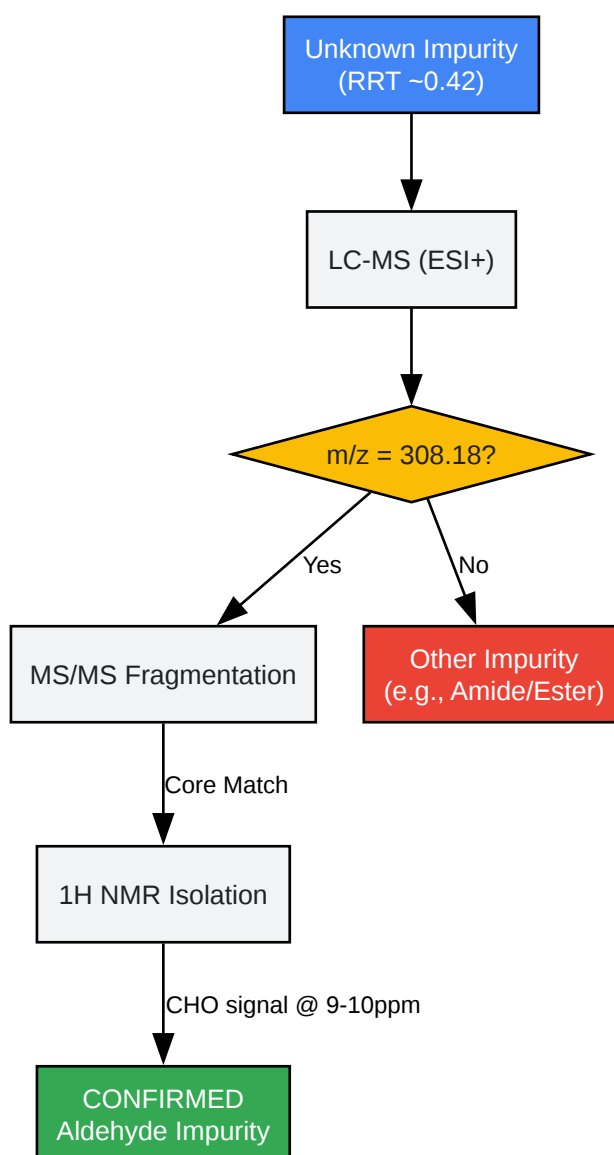 Unknown Impurity
(RRT ~0.42)
LC-MS (ESI+)
m/z = 308.18?
Yes
No
MS/MS Fragmentation
Other Impurity
(e.g., Amide/Ester)
Core Match
1H NMR Isolation
CHO signal @ 9-10ppm
CONFIRMED
Aldehyde Impurity